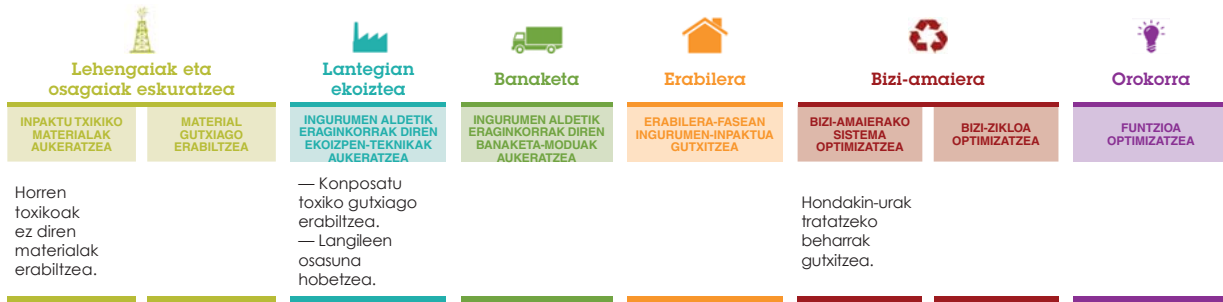 Lehengaiak eta
osagaiak eskuratzea
Lantegian
ekoiztea
Banaketa
Erabilera
Bizi-amaiera
Orokorra
INPAKTU TXIKIKO
MATERIALAK
AUKERATZEA
MATERIAL
GUTXIAGO
ERABILTZEA
INGURUMEN ALDETIK
ERAGINKORRAK DIREN
EKOIZPEN-TEKNIKAK
AUKERATZEA
INGURUMEN ALDETIK
ERAGINKORRAK DIREN
BANAKETA-MODUAK
AUKERATZEA
ERABILERA-FASEAN
INGURUMEN-INPAKTUA
GUTXITZEA
BIZI-AMAIERAKO
SISTEMA
OPTIMIZATZEA
BIZI-ZIKLOA
OPTIMIZATZEA
FUNTZIOA
OPTIMIZATZEA
Horren
toxikoak
ez diren
materialak
erabiltzea.
— Konposatu
toxiko gutxiago
erabiltzea.
— Langileen
osasuna
hobetzea.
Hondakin-urak
tratatzeko
beharrak
gutxitzea.